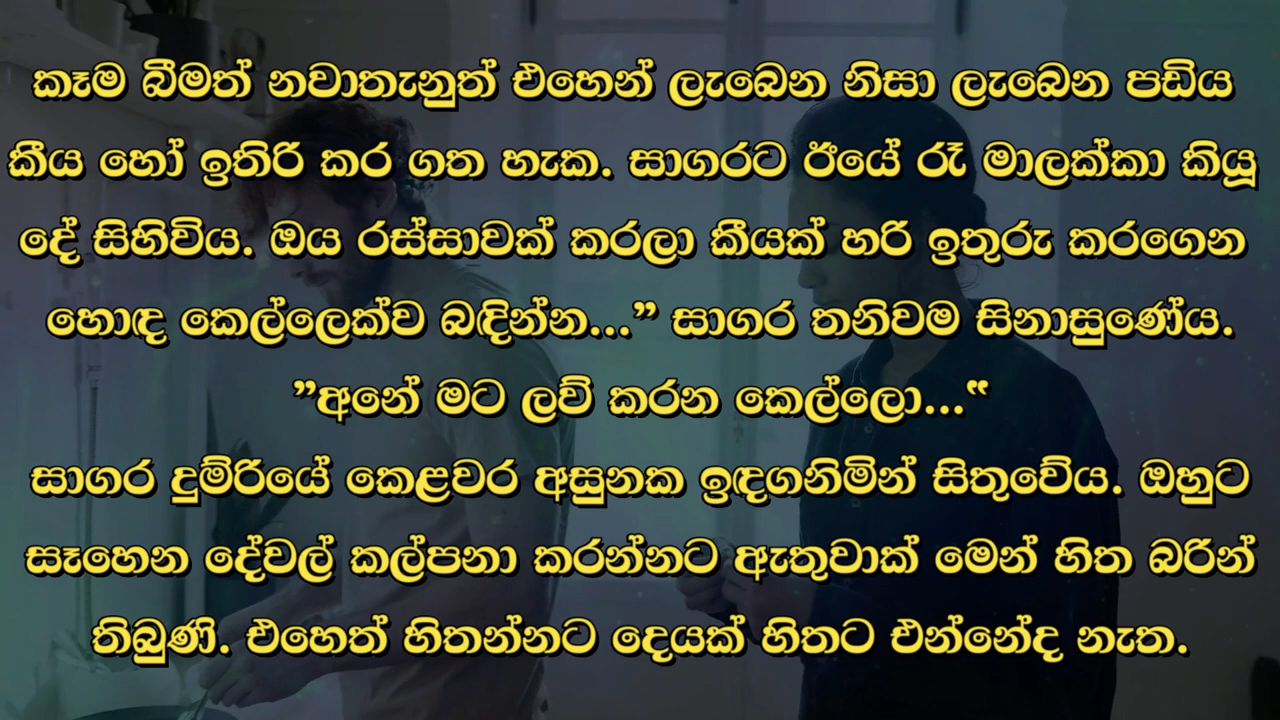 කෑම බීමත් නවාතැනුත් එහෙන් ලැබෙන නිසා ලැබෙන පඩිය
කීය හෝ ඉතිරි කර ගත හැක. සාගරට ඊයේ රෑ මාලක්කා කියූ
දේ සිහිවිය. ඔය රස්සාවක් කරලා කීයක් හරි ඉතුරු කරගෙන
හොඳ කෙල්ලෙක්ව බඳින්න...” සාගර තනිවම සිනාසුණේය.
”අනේ මට ලව් කරන කෙල්ලො...‟
සාගර දුම්රියේ කෙළවර අසුනක ඉඳගනිමින් සිතුවේය. ඔහුට
සෑහෙන දේවල් කල්පනා කරන්නට ඇතුවාක් මෙන් හිත බරින්
තිබුණි. එහෙත් හිතන්නට දෙයක් හිතට එන්නේද නැත.